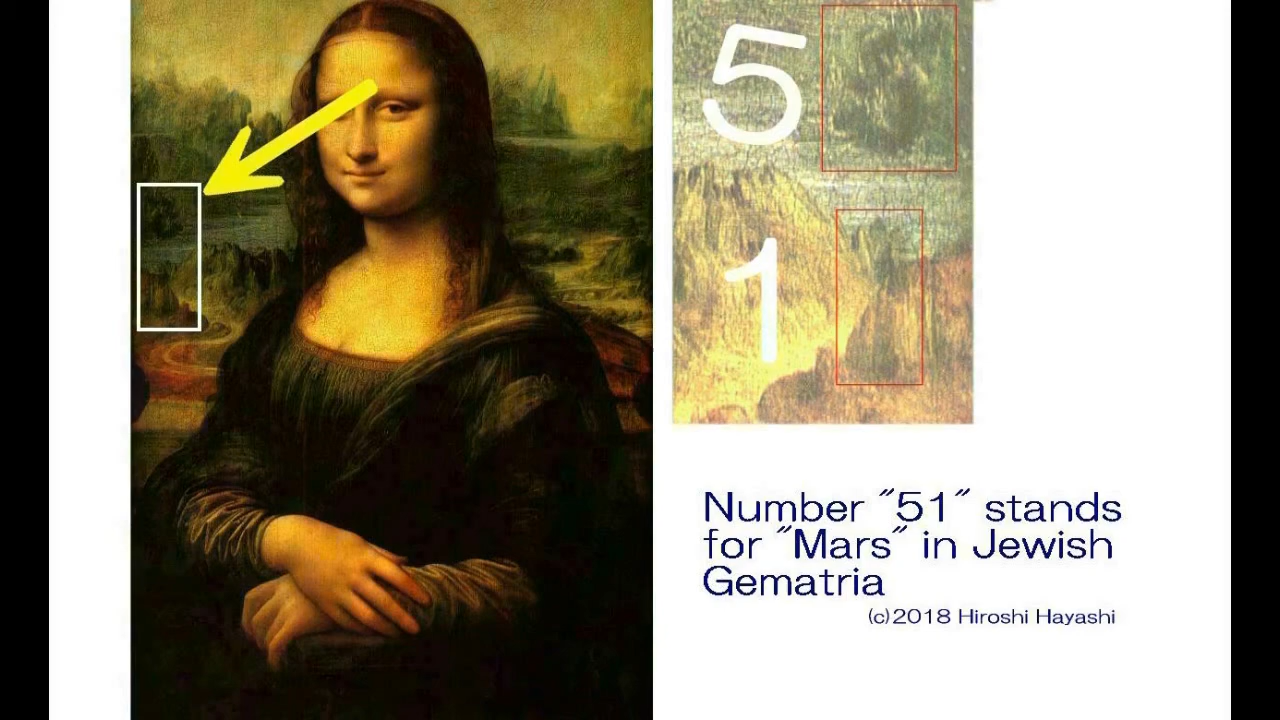 5
1
Number "51" stands
for "Mars" in Jewish
Gematria
(c)2018 Hiroshi Hayashi